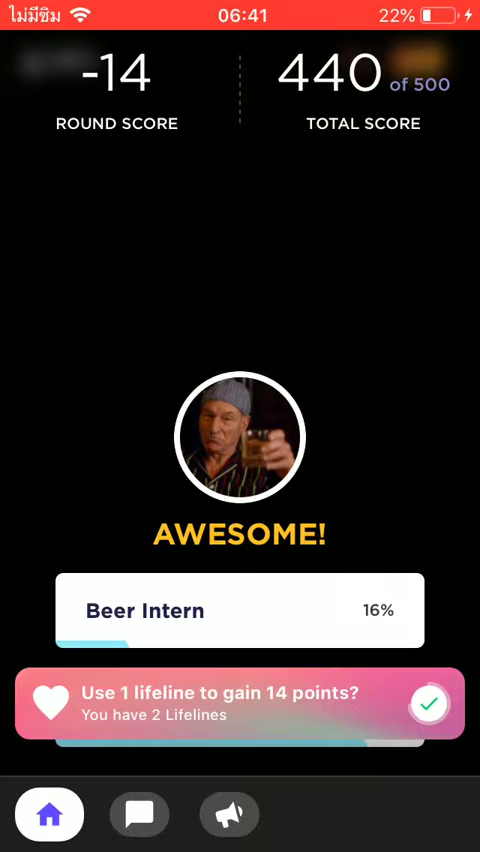 ไม่มีซิม 06:41 22%
-14 440 of 500
ROUND SCORE TOTAL SCORE
AWESOME!
Beer Intern 16%
Use 1 lifeline to gain 14 points?
You have 2 Lifelines